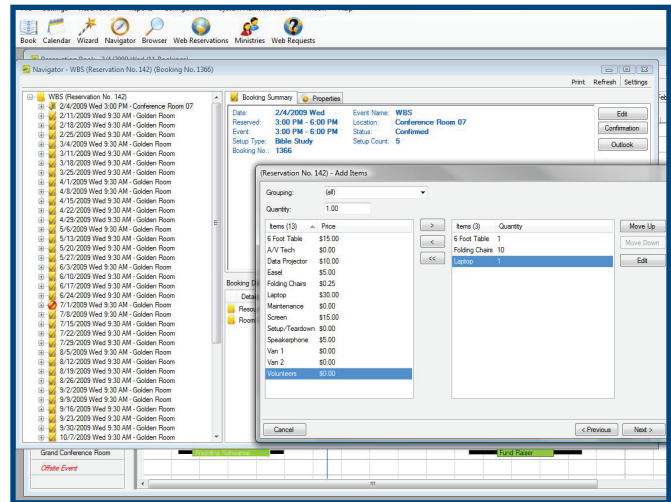 Book Calendar Wizard Navigator Browser Web Reservations Ministries Web Requests
Navigator - WBS (Reservation No. 142) (Booking No. 1366)
Print Refresh Settings
WBS (Reservation No. 142)
2/4/2009 Wed 3:00 PM - Conference Room 07
2/11/2009 Wed 9:30 AM - Golden Room
2/18/2009 Wed 9:30 AM - Golden Room
2/25/2009 Wed 9:30 AM - Golden Room
3/4/2009 Wed 9:30 AM - Golden Room
3/11/2009 Wed 9:30 AM - Golden Room
3/18/2009 Wed 9:30 AM - Golden Room
3/25/2009 Wed 9:30 AM - Golden Room
4/1/2009 Wed 9:30 AM - Golden Room
4/8/2009 Wed 9:30 AM - Golden Room
4/15/2009 Wed 9:30 AM - Golden Room
4/22/2009 Wed 9:30 AM - Golden Room
4/29/2009 Wed 9:30 AM - Golden Room
5/6/2009 Wed 9:30 AM - Golden Room
5/13/2009 Wed 9:30 AM - Golden Room
5/20/2009 Wed 9:30 AM - Golden Room
5/27/2009 Wed 9:30 AM - Golden Room
6/3/2009 Wed 9:30 AM - Golden Room
6/10/2009 Wed 9:30 AM - Golden Room
6/17/2009 Wed 9:30 AM - Golden Room
6/24/2009 Wed 9:30 AM - Golden Room
7/1/2009 Wed 9:30 AM - Golden Room
7/8/2009 Wed 9:30 AM - Golden Room
7/15/2009 Wed 9:30 AM - Golden Room
7/22/2009 Wed 9:30 AM - Golden Room
7/29/2009 Wed 9:30 AM - Golden Room
8/5/2009 Wed 9:30 AM - Golden Room
8/12/2009 Wed 9:30 AM - Golden Room
8/19/2009 Wed 9:30 AM - Golden Room
8/26/2009 Wed 9:30 AM - Golden Room
9/2/2009 Wed 9:30 AM - Golden Room
9/9/2009 Wed 9:30 AM - Golden Room
9/16/2009 Wed 9:30 AM - Golden Room
9/23/2009 Wed 9:30 AM - Golden Room
9/30/2009 Wed 9:30 AM - Golden Room
10/7/2009 Wed 9:30 AM - Golden Room
Booking Summary Properties
Date: 2/4/2009 Wed Event Name: WBS
Reserved: 3:00 PM - 6:00 PM Location: Conference Room 07
Event: 3:00 PM - 6:00 PM Status: Confirmed
Setup Type: Bible Study Setup Count: 5
Booking No.: 1366
Edit
Confirmation
Outlook
Booking
(Reservation No. 142) - Add Items
Grouping: (all)
Quantity: 1.00
Items (13) Price
6 Foot Table $15.00
A/V Tech $0.00
Data Projector $10.00
Easel $5.00
Folding Chairs $0.25
Laptop $30.00
Maintenance $0.00
Screen $15.00
Setup/Teardown $0.00
Speakerphone $5.00
Van 1 $0.00
Van 2 $0.00
Volunteers $0.00
>
<
<<
Items (3) Quantity
6 Foot Table 1
Folding Chairs 10
Laptop 1
Move Up
Move Down
Edit
Cancel < Previous Next >
Grand Conference Room Fund Raiser
Offsite Event